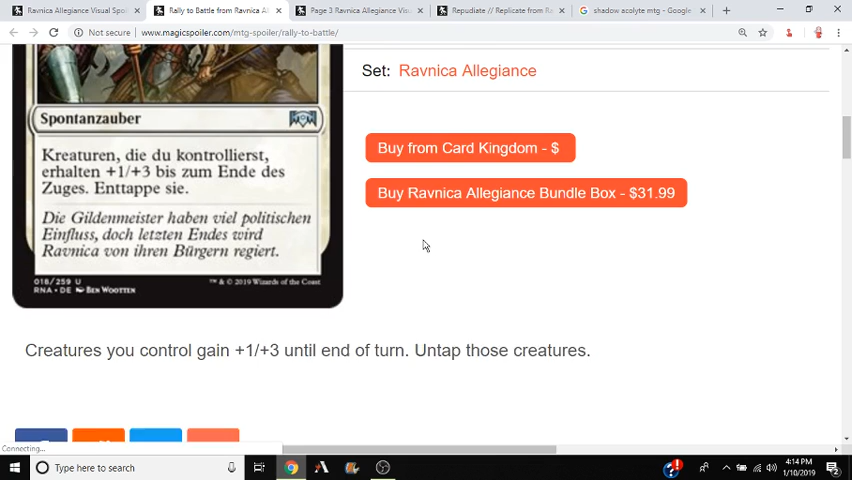 Ravnica Allegiance Visual Spo
Rally to Battle from Ravnica A
Page 3 Ravnica Allegiance Visu
Repudiate // Replicate from Ra
shadow acolyte mtg - Google
Not secure
www.magicspoiler.com/mtg-spoiler/rally-to-battle/
Set: Ravnica Allegiance
Spontanzauber
Kreaturen, die du kontrollierst,
erhalten +1/+3 bis zum Ende des
Zuges. Enttappe sie.
Die Gildenmeister haben viel politischen
Einfluss, doch letzten Endes wird
Ravnica von ihren Bürgern regiert.
018/259 U
RNA • DE Ben Wootten
™ & © 2019 Wizards of the Coast
Buy from Card Kingdom - $
Buy Ravnica Allegiance Bundle Box - $31.99
Creatures you control gain +1/+3 until end of turn. Untap those creatures.
Connecting...
Type here to search
4:14 PM
1/10/2019
2